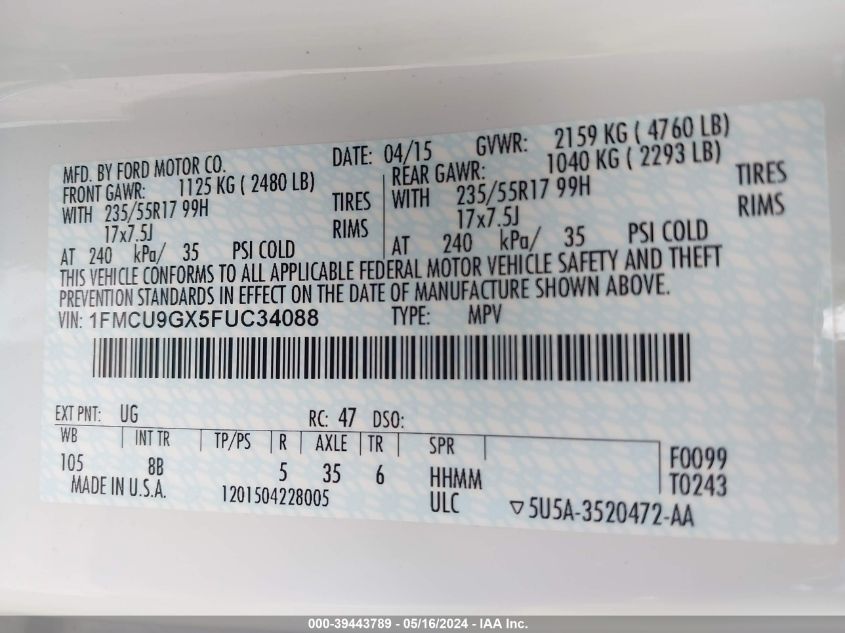 MFD. BY FORD MOTOR CO. DATE: 04/15 GVWR: 2159 KG ( 4760 LB)
FRONT GAWR: 1125 KG ( 2480 LB) REAR GAWR: 1040 KG ( 2293 LB)
WITH 235/55R17 99H TIRES WITH 235/55R17 99H TIRES
17x7.5J RIMS 17x7.5J RIMS
AT 240 kPa/ 35 PSI COLD AT 240 kPa/ 35 PSI COLD
THIS VEHICLE CONFORMS TO ALL APPLICABLE FEDERAL MOTOR VEHICLE SAFETY AND THEFT
PREVENTION STANDARDS IN EFFECT ON THE DATE OF MANUFACTURE SHOWN ABOVE.
VIN: 1FMCU9GX5FUC34088 TYPE: MPV
EXT PNT: UG RC: 47 DSO:
WB INT TR TP/PS R AXLE TR SPR
105 8B 5 35 6 HHMM F0099
MADE IN U.S.A. 1201504228005 ULC T0243
▽5U5A-3520472-AA
000-39443789 - 05/16/2024 - IAA Inc.